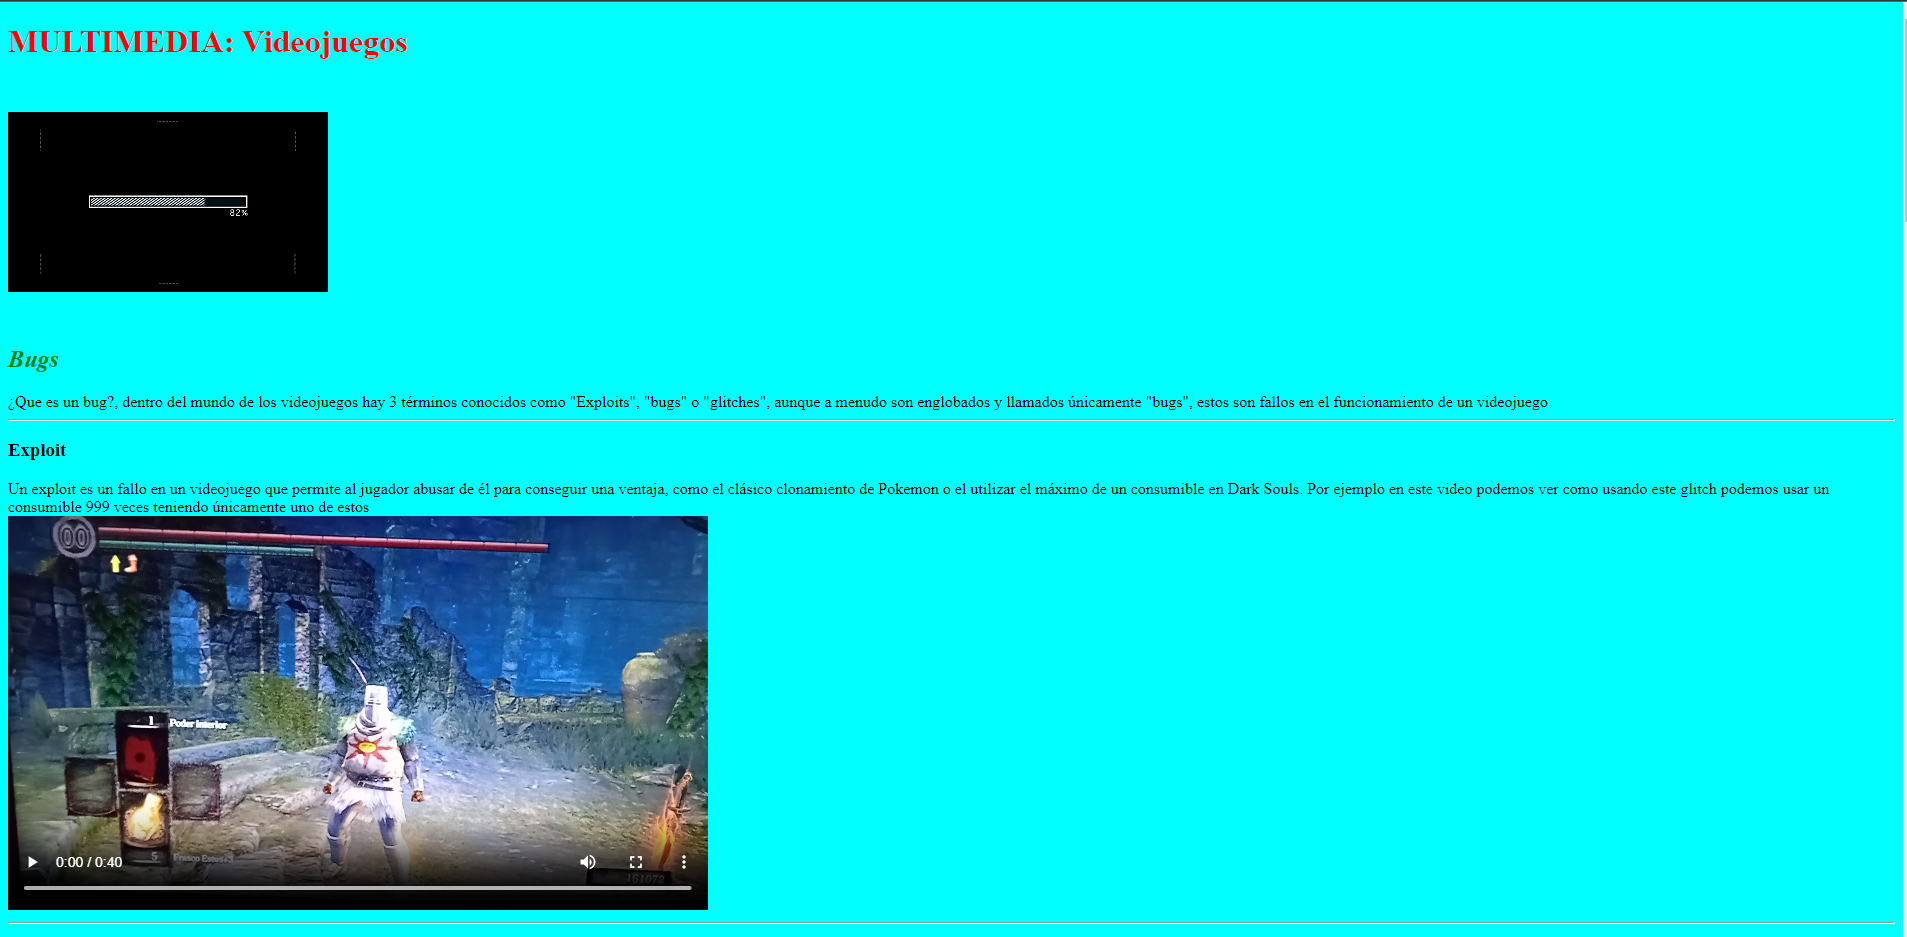 MULTIMEDIA: Videojuegos
82%
Bugs
¿Que es un bug?, dentro del mundo de los videojuegos hay 3 términos conocidos como "Exploits", "bugs" o "glitches", aunque a menudo son englobados y llamados únicamente "bugs", estos son fallos en el funcionamiento de un videojuego
Exploit
Un exploit es un fallo en un videojuego que permite al jugador abusar de él para conseguir una ventaja, como el clásico clonamiento de Pokemon o el utilizar el máximo de un consumible en Dark Souls. Por ejemplo en este video podemos ver como usando este glitch podemos usar un
consumible 999 veces teniendo únicamente uno de estos
00
1 Poder interior
5 Frasco Estus+3
0:00 / 0:40
161072